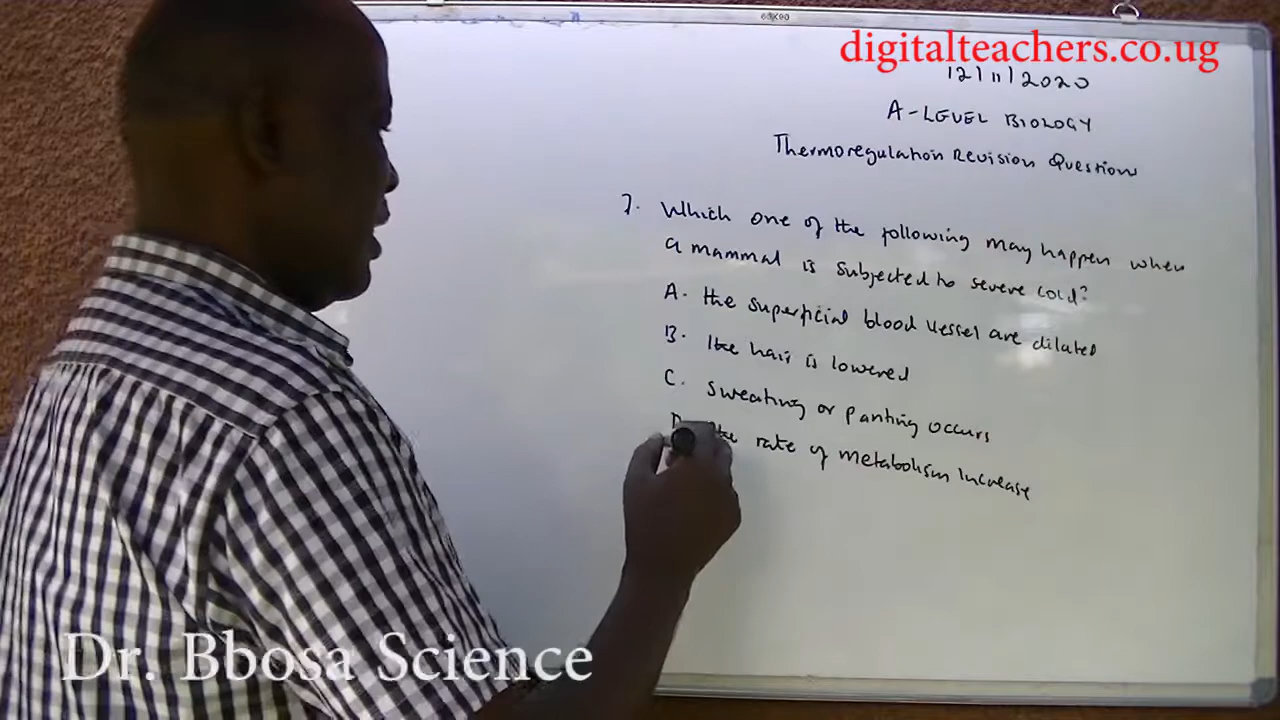 digitalteachers.co.ug
12/11/2020
A-LEVEL BIOLOGY
Thermoregulation Revision Questions
7. Which one of the following may happen when
a mammal is subjected to severe cold?
A. the superficial blood vessel are dilated
B. the hair is lowered
C. Sweating or panting occurs
D. the rate of metabolism increase
Dr. Bbosa Science